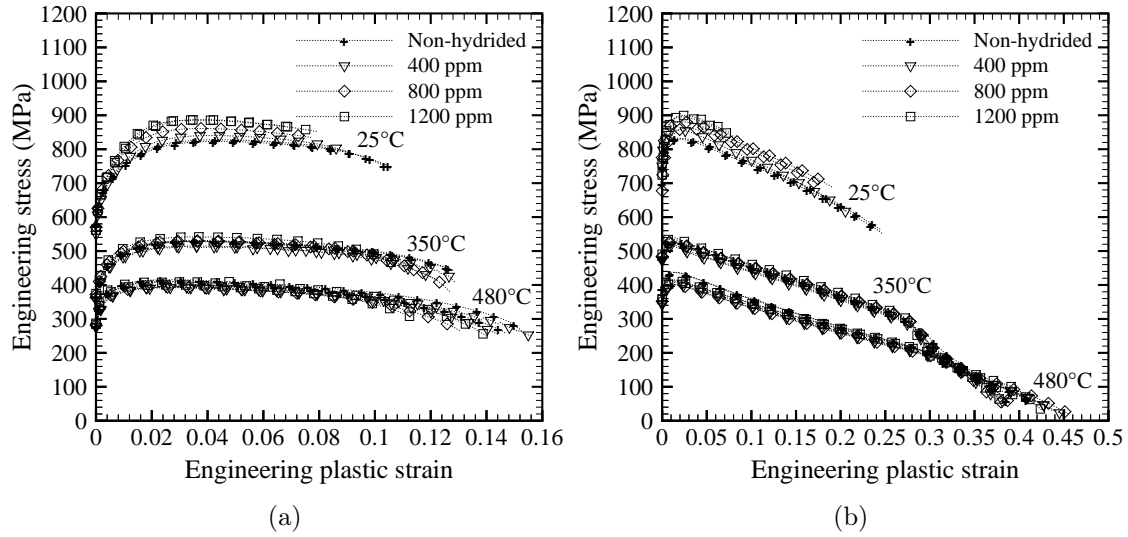 1200
1100
1000
900
800
700
600
500
400
300
200
100
0
Engineering stress (MPa)
Non-hydrided
400 ppm
800 ppm
1200 ppm
25°C
350°C
480°C
0 0.02 0.04 0.06 0.08 0.1 0.12 0.14 0.16
Engineering plastic strain
(a)
1200
1100
1000
900
800
700
600
500
400
300
200
100
0
Engineering stress (MPa)
Non-hydrided
400 ppm
800 ppm
1200 ppm
25°C
350°C
480°C
0 0.05 0.1 0.15 0.2 0.25 0.3 0.35 0.4 0.45 0.5
Engineering plastic strain
(b)